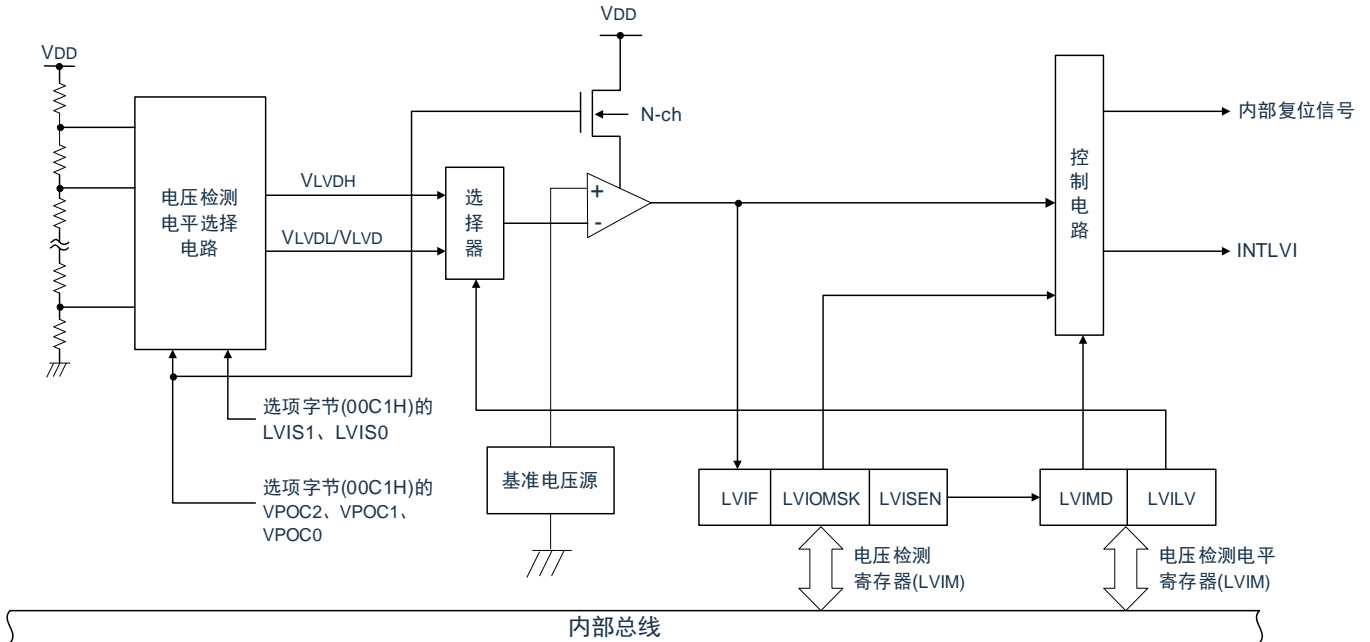 VDD
VDD
N-ch
内部复位信号
电压检测
电平选择
电路
VLVDH
VLVDL/VLVD
选择器
+
-
控制电路
INTLVI
选项字节(00C1H)的
LVIS1、LVIS0
选项字节(00C1H)的
VPOC2、VPOC1、
VPOC0
基准电压源
LVIF
LVIOMSK
LVISEN
LVIMD
LVILV
电压检测
寄存器(LVIM)
电压检测电平
寄存器(LVIM)
内部总线